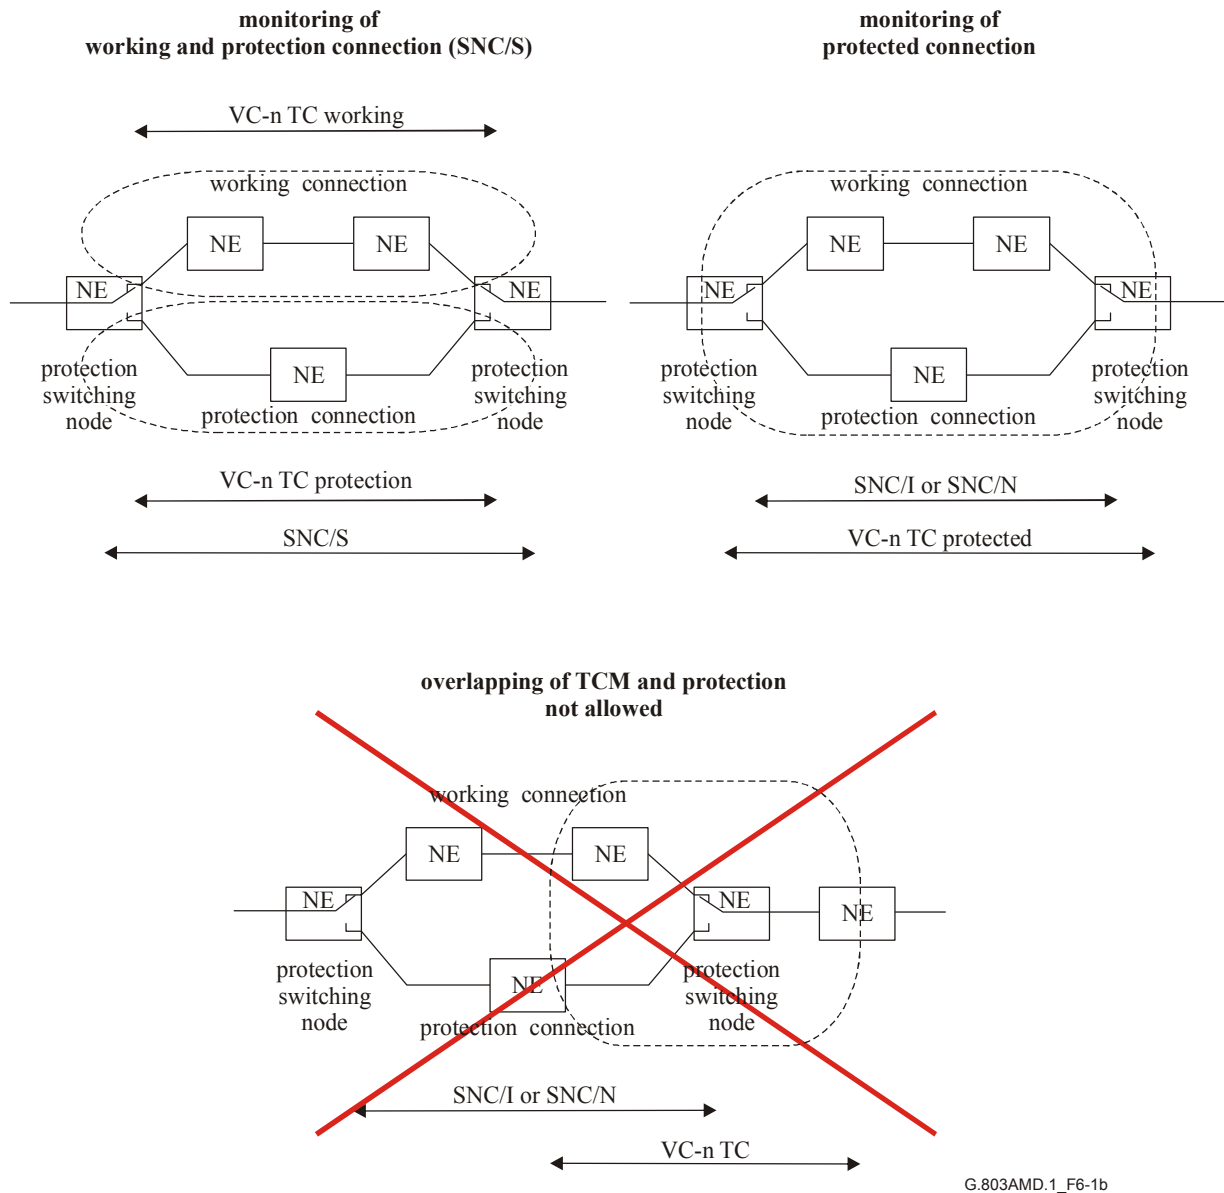 monitoring of
working and protection connection (SNC/S)
VC-n TC working
working connection
NE
NE
NE
NE
NE
protection
switching
node
protection
switching
node
protection connection
VC-n TC protection
SNC/S
monitoring of
protected connection
working connection
NE
NE
NE
NE
NE
protection
switching
node
protection
switching
node
protection connection
SNC/I or SNC/N
VC-n TC protected
overlapping of TCM and protection
not allowed
working connection
NE
NE
NE
NE
NE
NE
protection
switching
node
protection
switching
node
protection connection
SNC/I or SNC/N
VC-n TC
G.803AMD.1_F6-1b